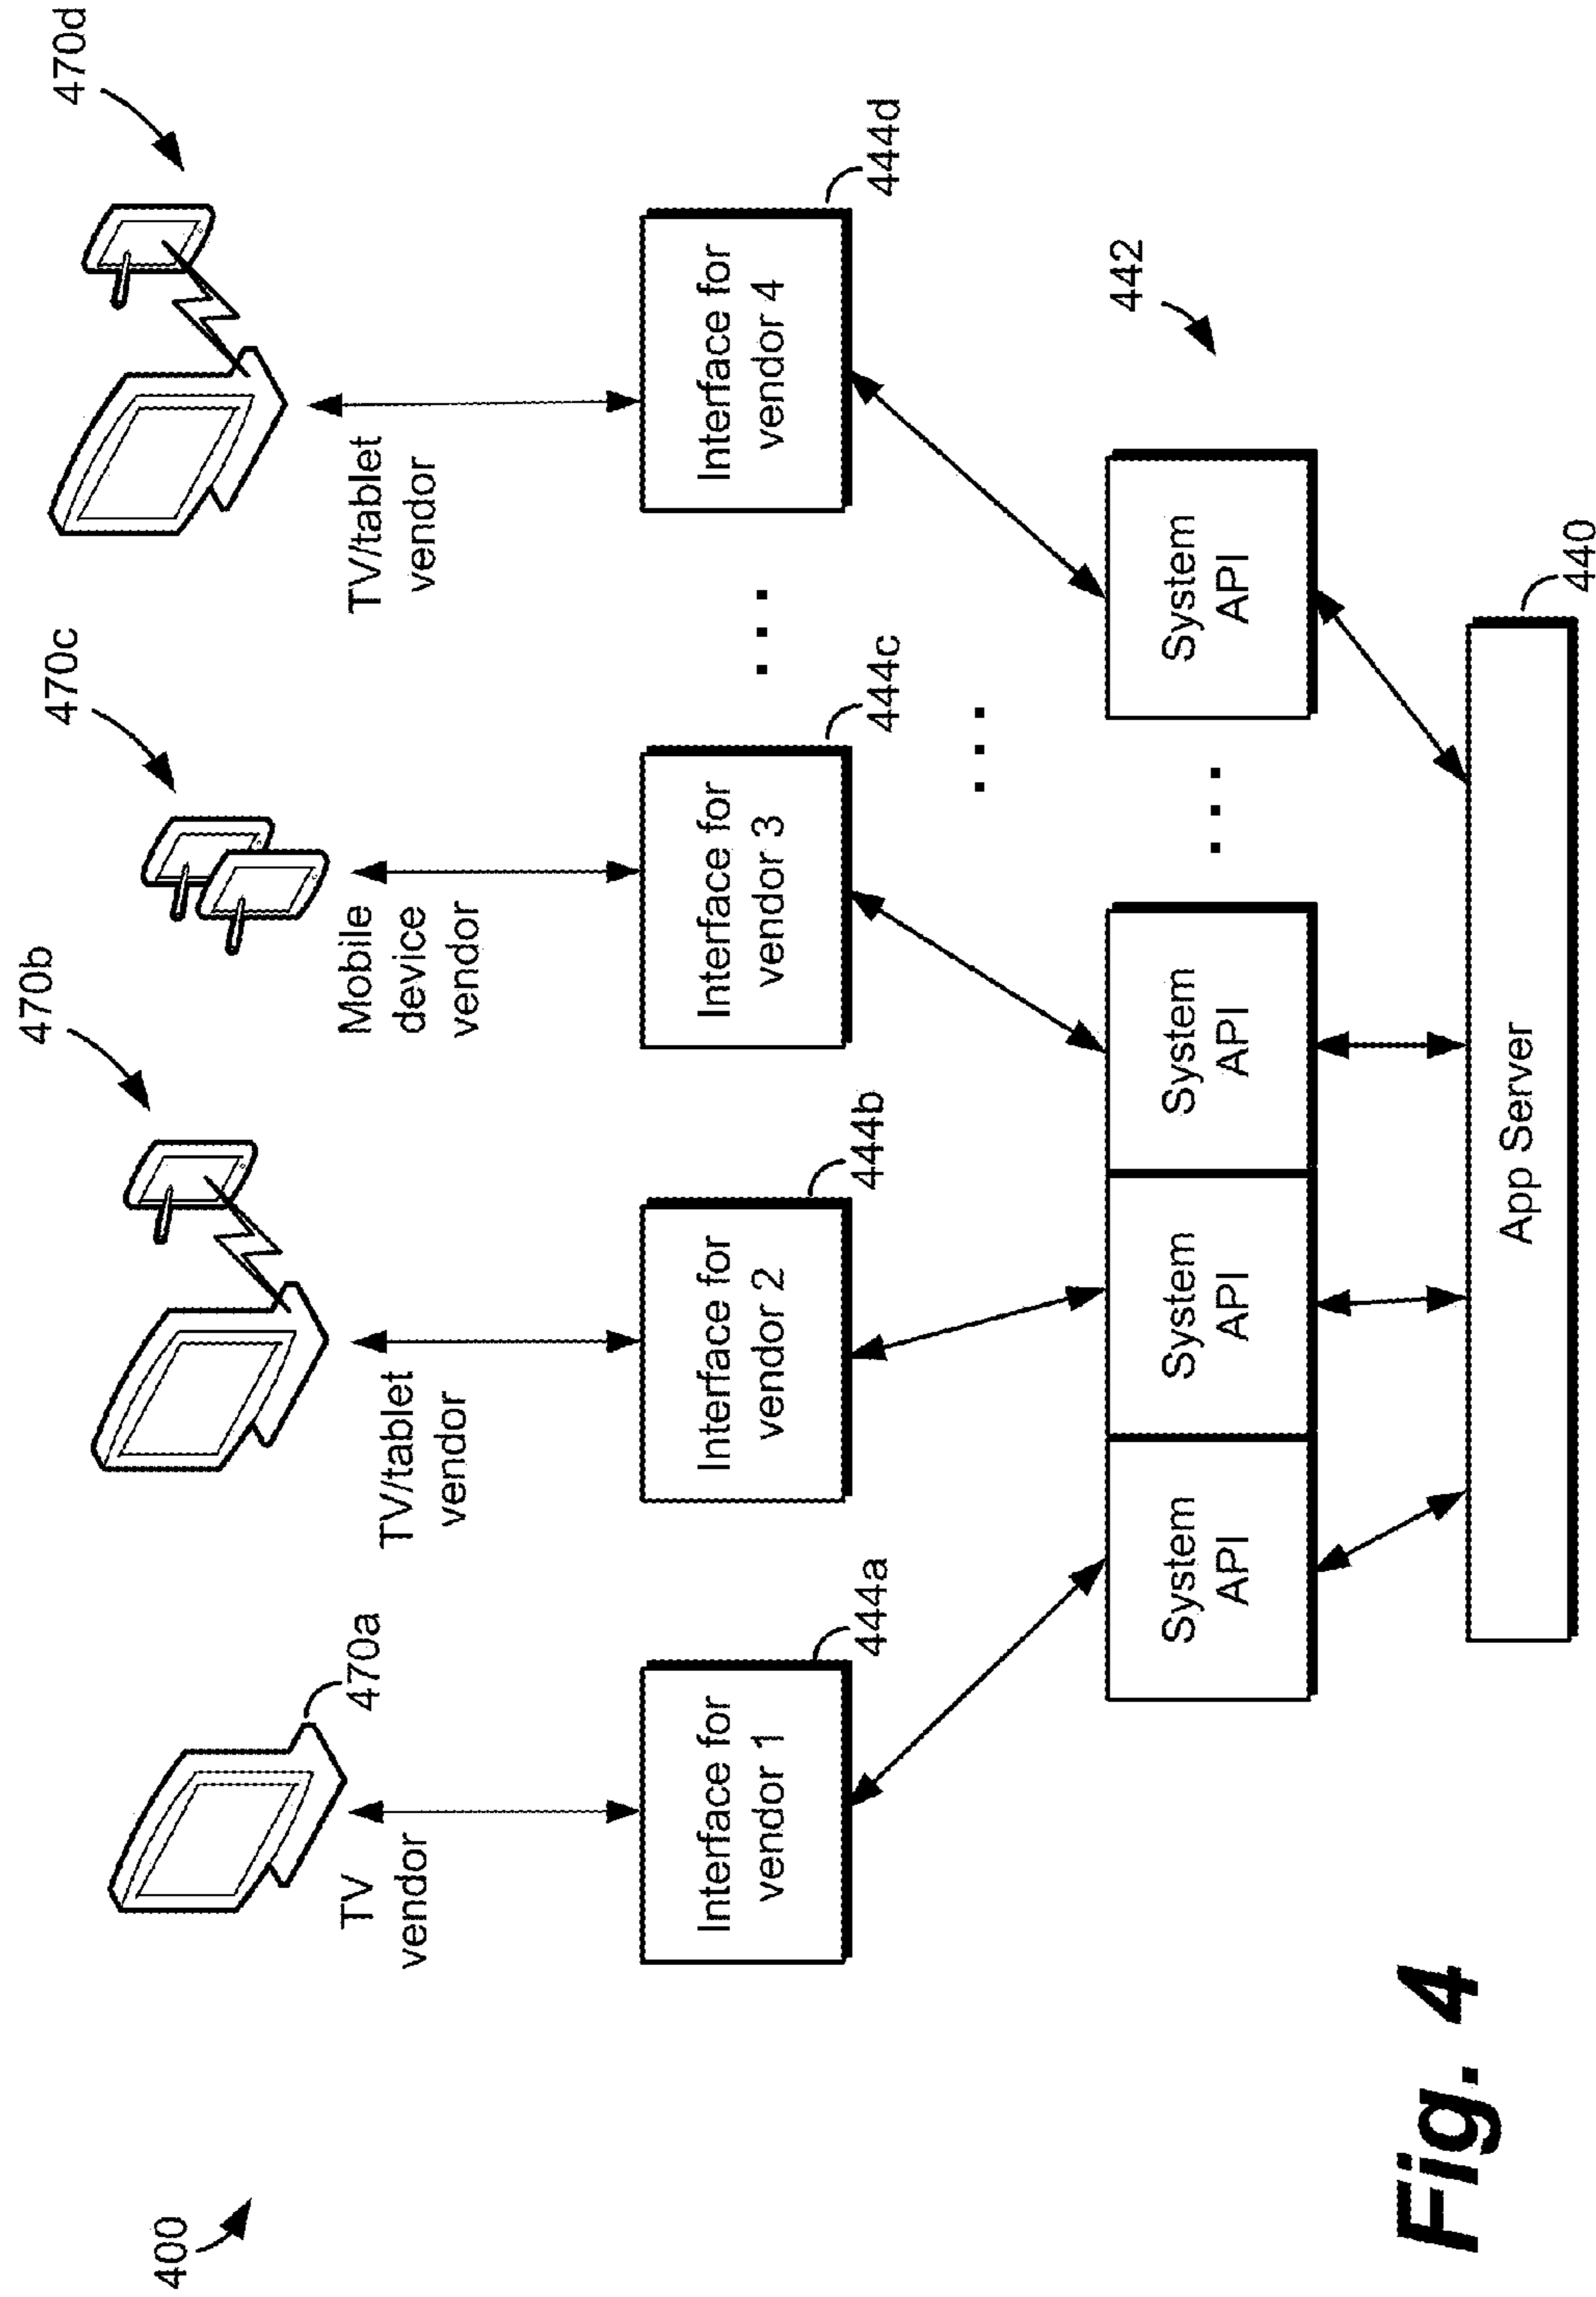 400
470a
470b
470c
470d
TV
vendor
TV/tablet
vendor
Mobile
device
vendor
TV/tablet
vendor
Interface for
vendor 1
444a
Interface for
vendor 2
444b
Interface for
vendor 3
444c
. . .
Interface for
vendor 4
444d
. . .
442
System
API
System
API
System
API
. . .
System
API
App Server
440
Fig. 4